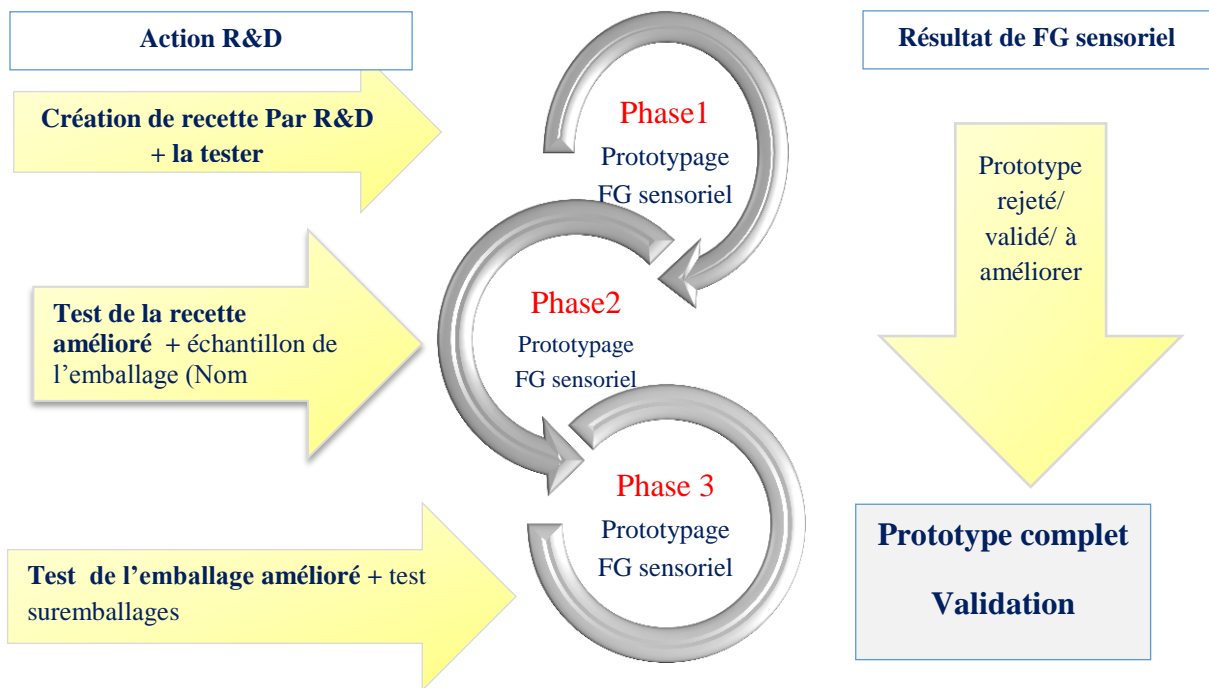 Action R&D
Résultat de FG sensoriel
Création de recette Par R&D
+ la tester
Phase1
Prototypage
FG sensoriel
Prototype
rejeté/
validé/ à
améliorer
Test de la recette
amélioré + échantillon de
l’emballage (Nom
Phase2
Prototypage
FG sensoriel
Test de l’emballage amélioré + test
suremballages
Phase 3
Prototypage
FG sensoriel
Prototype complet
Validation